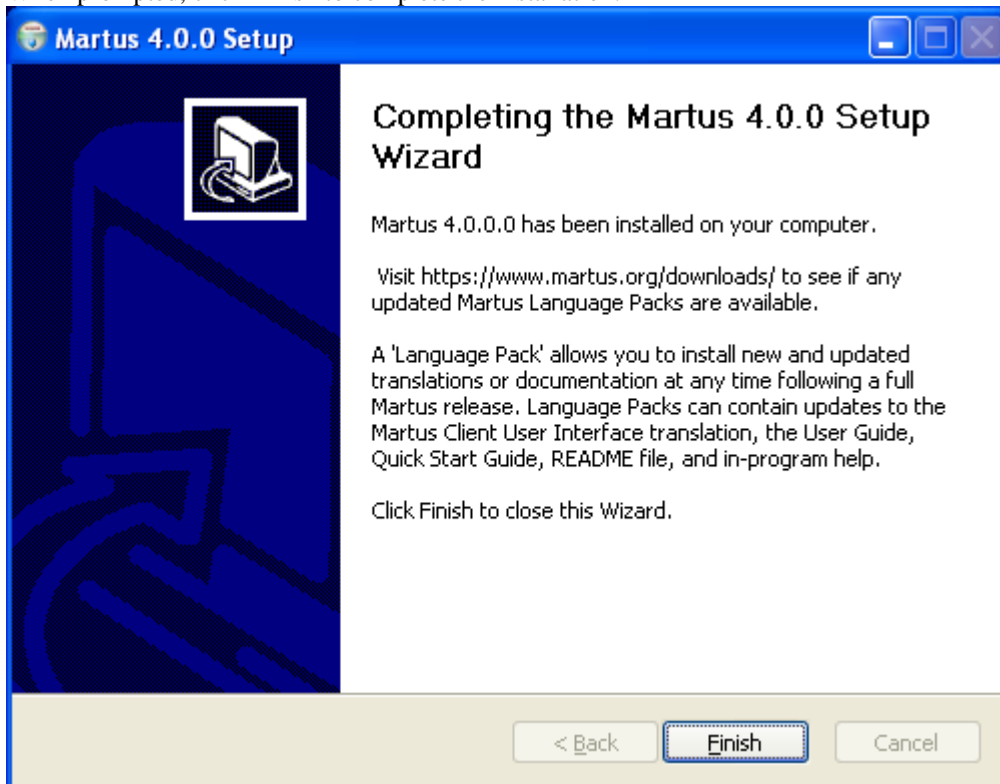 Martus 4.0.0 Setup
Completing the Martus 4.0.0 Setup
Wizard
Martus 4.0.0.0 has been installed on your computer.
Visit https://www.martus.org/downloads/ to see if any
updated Martus Language Packs are available.
A 'Language Pack' allows you to install new and updated
translations or documentation at any time following a full
Martus release. Language Packs can contain updates to the
Martus Client User Interface translation, the User Guide,
Quick Start Guide, README file, and in-program help.
Click Finish to close this Wizard.
< Back
Finish
Cancel